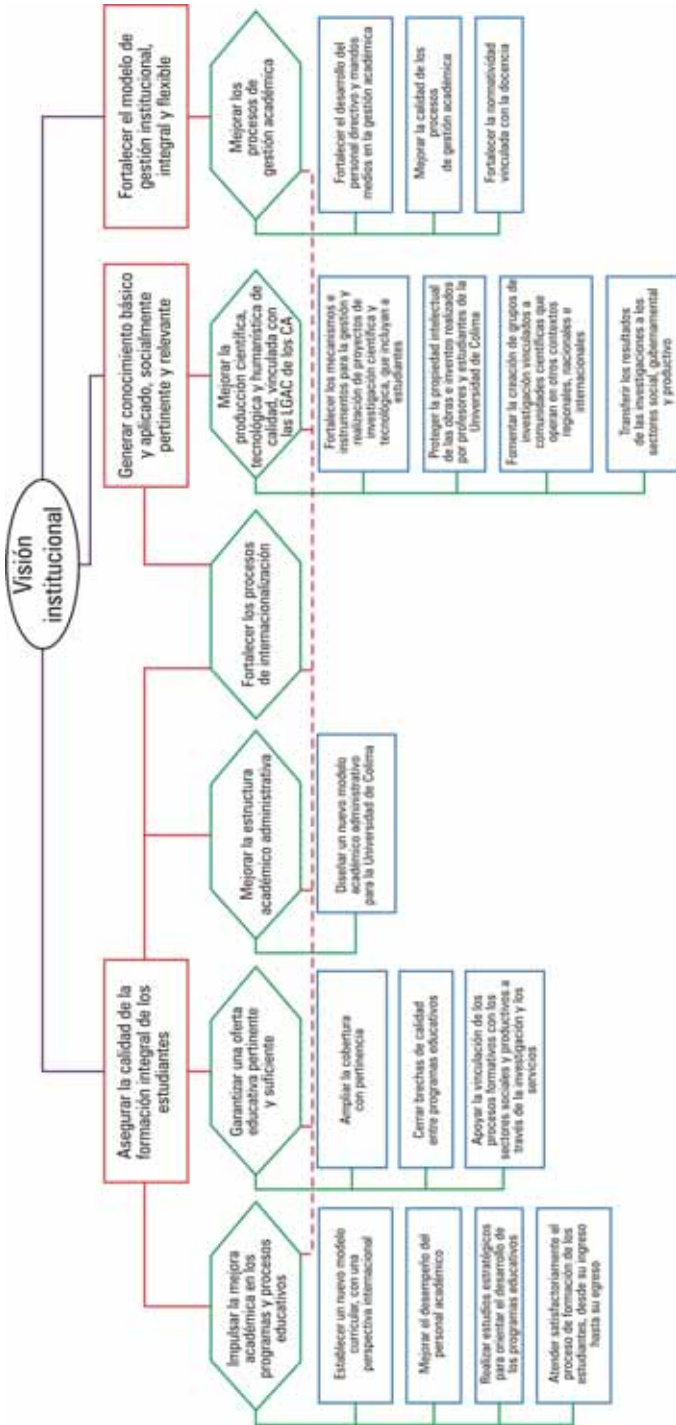 Visión
institucional
Asegurar la calidad de la
formación integral de los
estudiantes
Generar conocimiento básico
y aplicado, socialmente
pertinente y relevante
Fortalecer el modelo de
gestión institucional,
integral y flexible
Impulsar la mejora
académica en los
programas y procesos
educativos
Garantizar una oferta
educativa pertinente
y suficiente
Mejorar la estructura
académico administrativa
Fortalecer los procesos
de internacionalización
Mejorar la
producción científica,
tecnológica y humanística de
calidad, vinculada con
las LGAC de los CA
Mejorar los
procesos de
gestión académica
Establecer un nuevo modelo
curricular, con una
perspectiva internacional
Mejorar el desempeño del
personal académico
Realizar estudios estratégicos
para orientar el desarrollo de
los programas educativos
Atender satisfactoriamente el
proceso de formación de los
estudiantes, desde su ingreso
hasta su egreso
Ampliar la cobertura
con pertinencia
Cerrar brechas de calidad
entre programas educativos
Apoyar la vinculación de los
procesos formativos con los
sectores sociales y productivos a
través de la investigación y los
servicios
Diseñar un nuevo modelo
académico administrativo
para la Universidad de Colima
Fortalecer los mecanismos e
instrumentos para la gestión y
realización de proyectos de
investigación científica y
tecnológica, que incluyan a
estudiantes
Proteger la propiedad intelectual
de las obras e inventos realizados
por profesores y estudiantes de la
Universidad de Colima
Fomentar la creación de grupos de
investigación vinculados a
comunidades científicas que
operan en otros contextos
regionales, nacionales e
internacionales
Transferir los resultados
de las investigaciones a los
sectores social, gubernamental
y productivo
Fortalecer el desarrollo del
personal directivo y mandos
medios en la gestión académica
Mejorar la calidad de los
procesos
de gestión académica
Fortalecer la normatividad
vinculada con la docencia